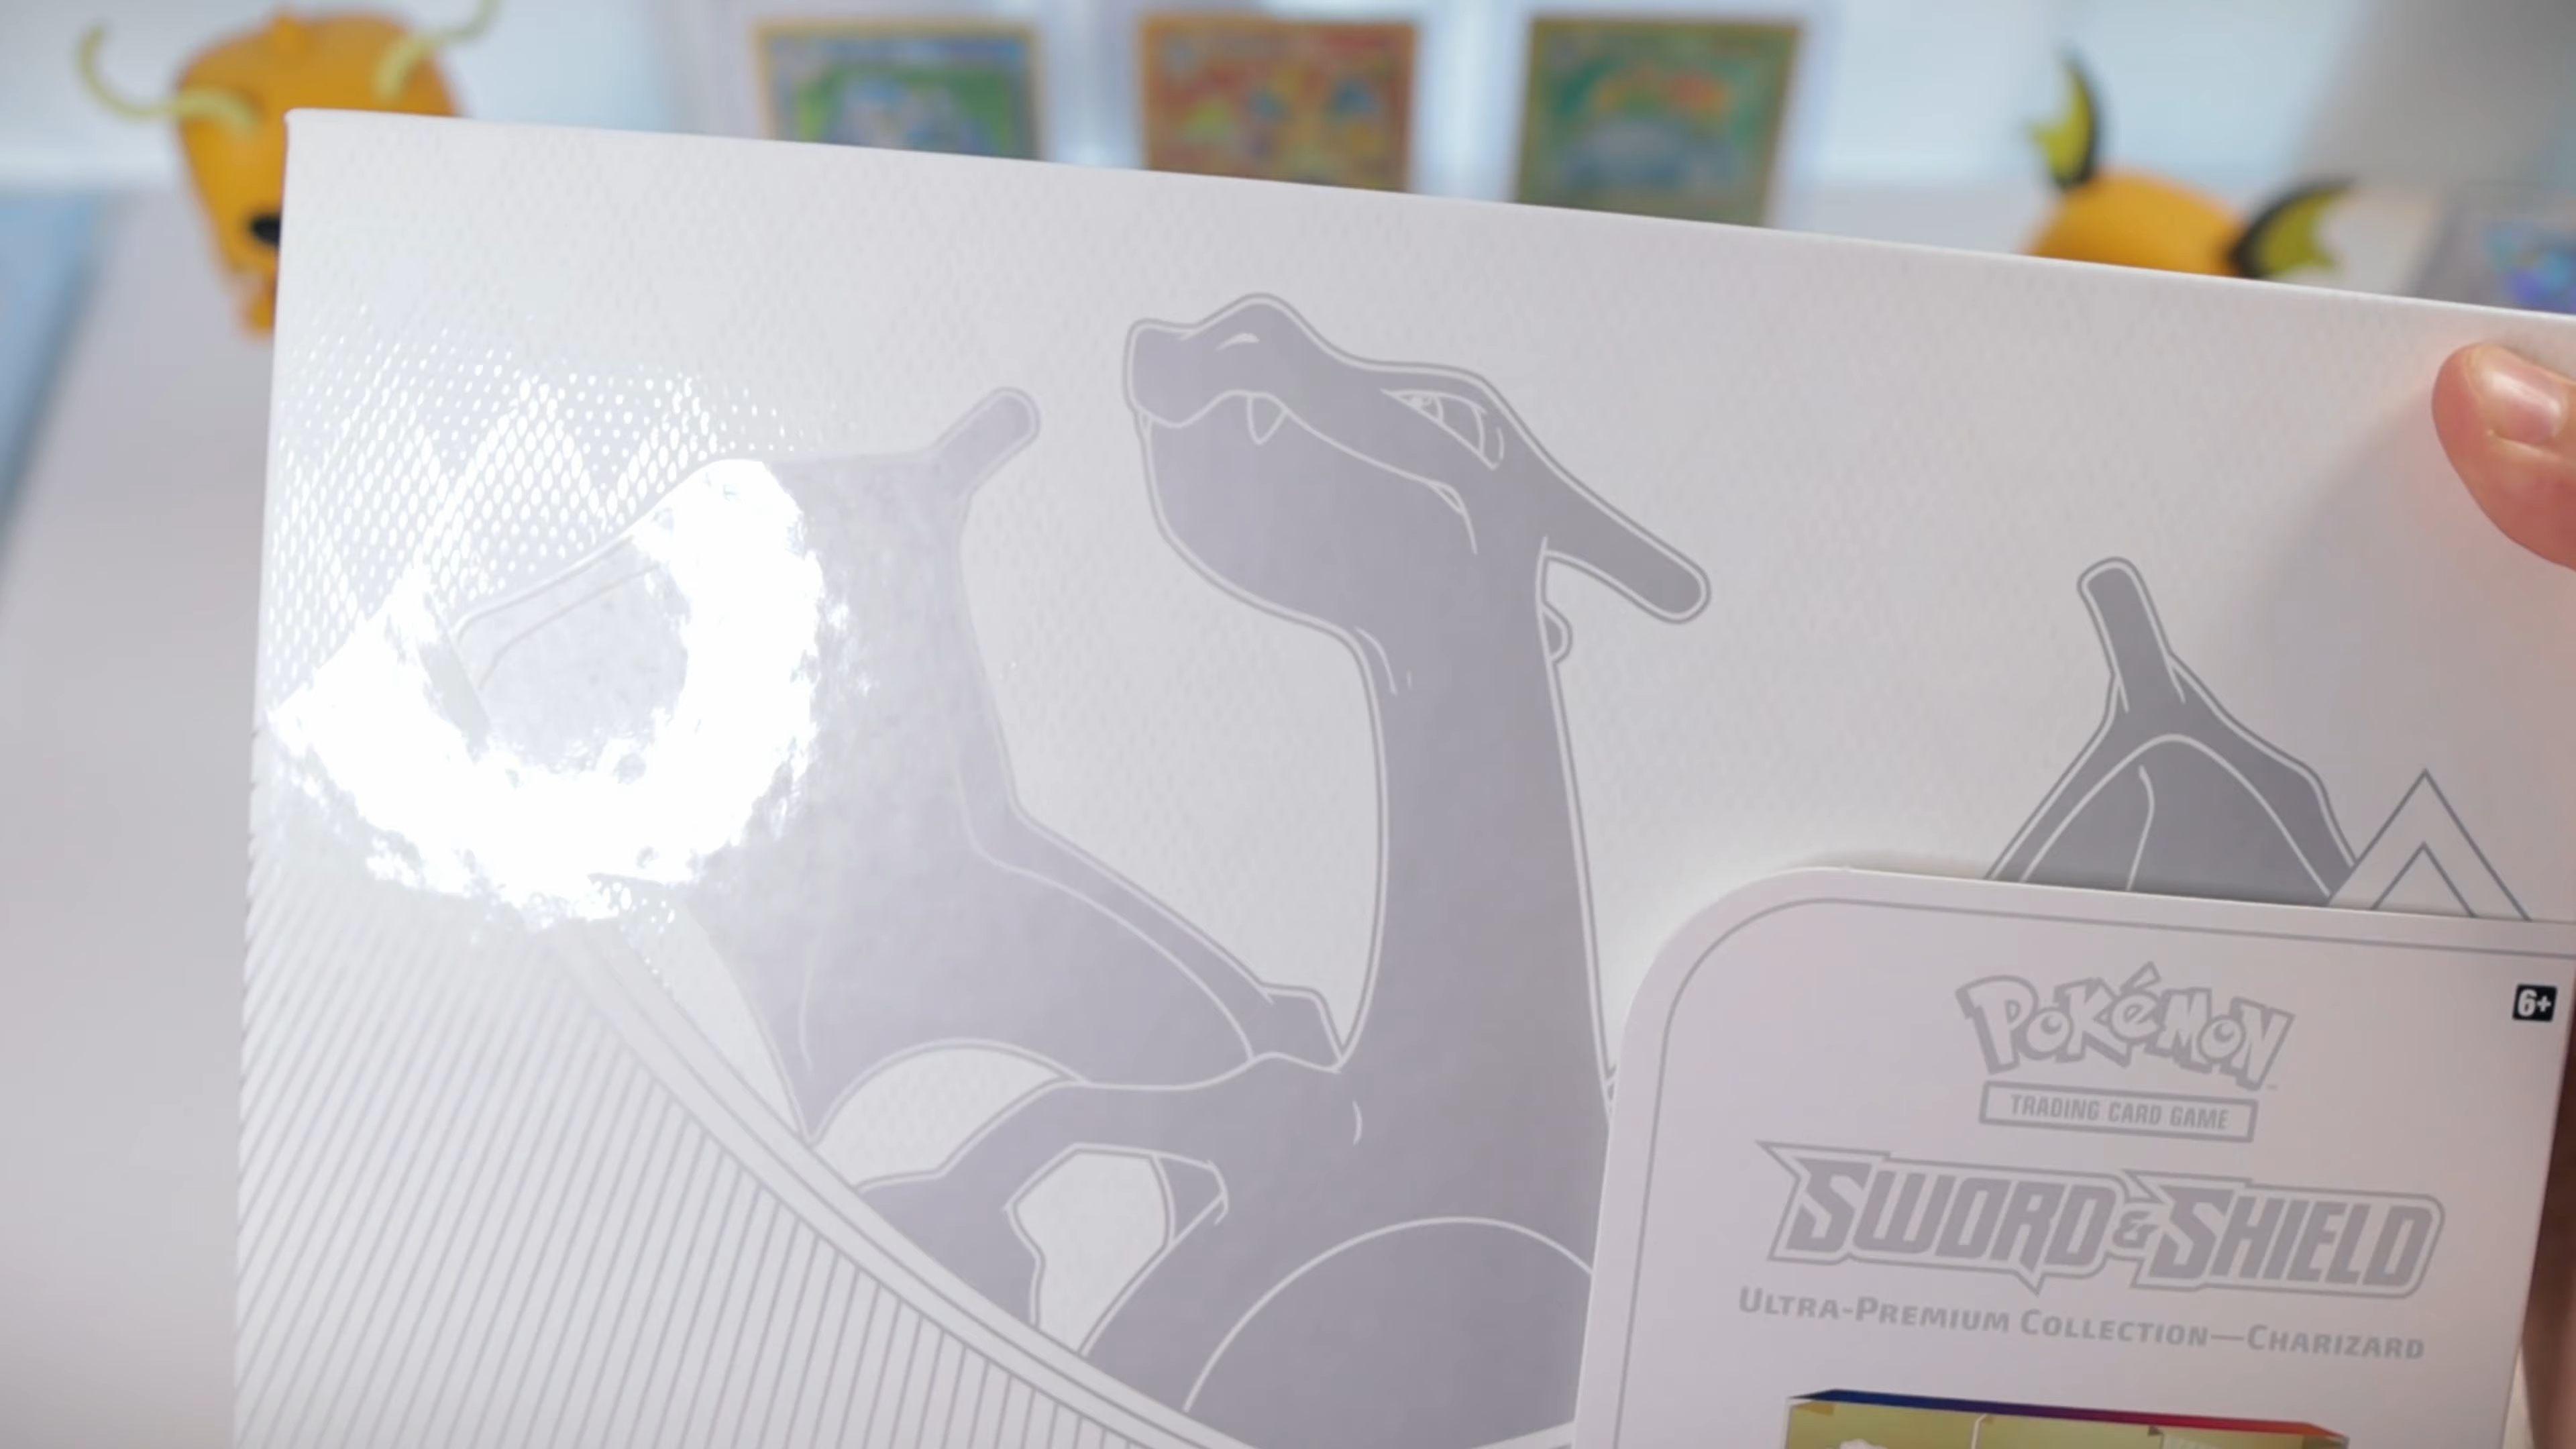 POKéMON
TRADING CARD GAME
6+
SWORD & SHIELD
ULTRA-PREMIUM COLLECTION—CHARIZARD